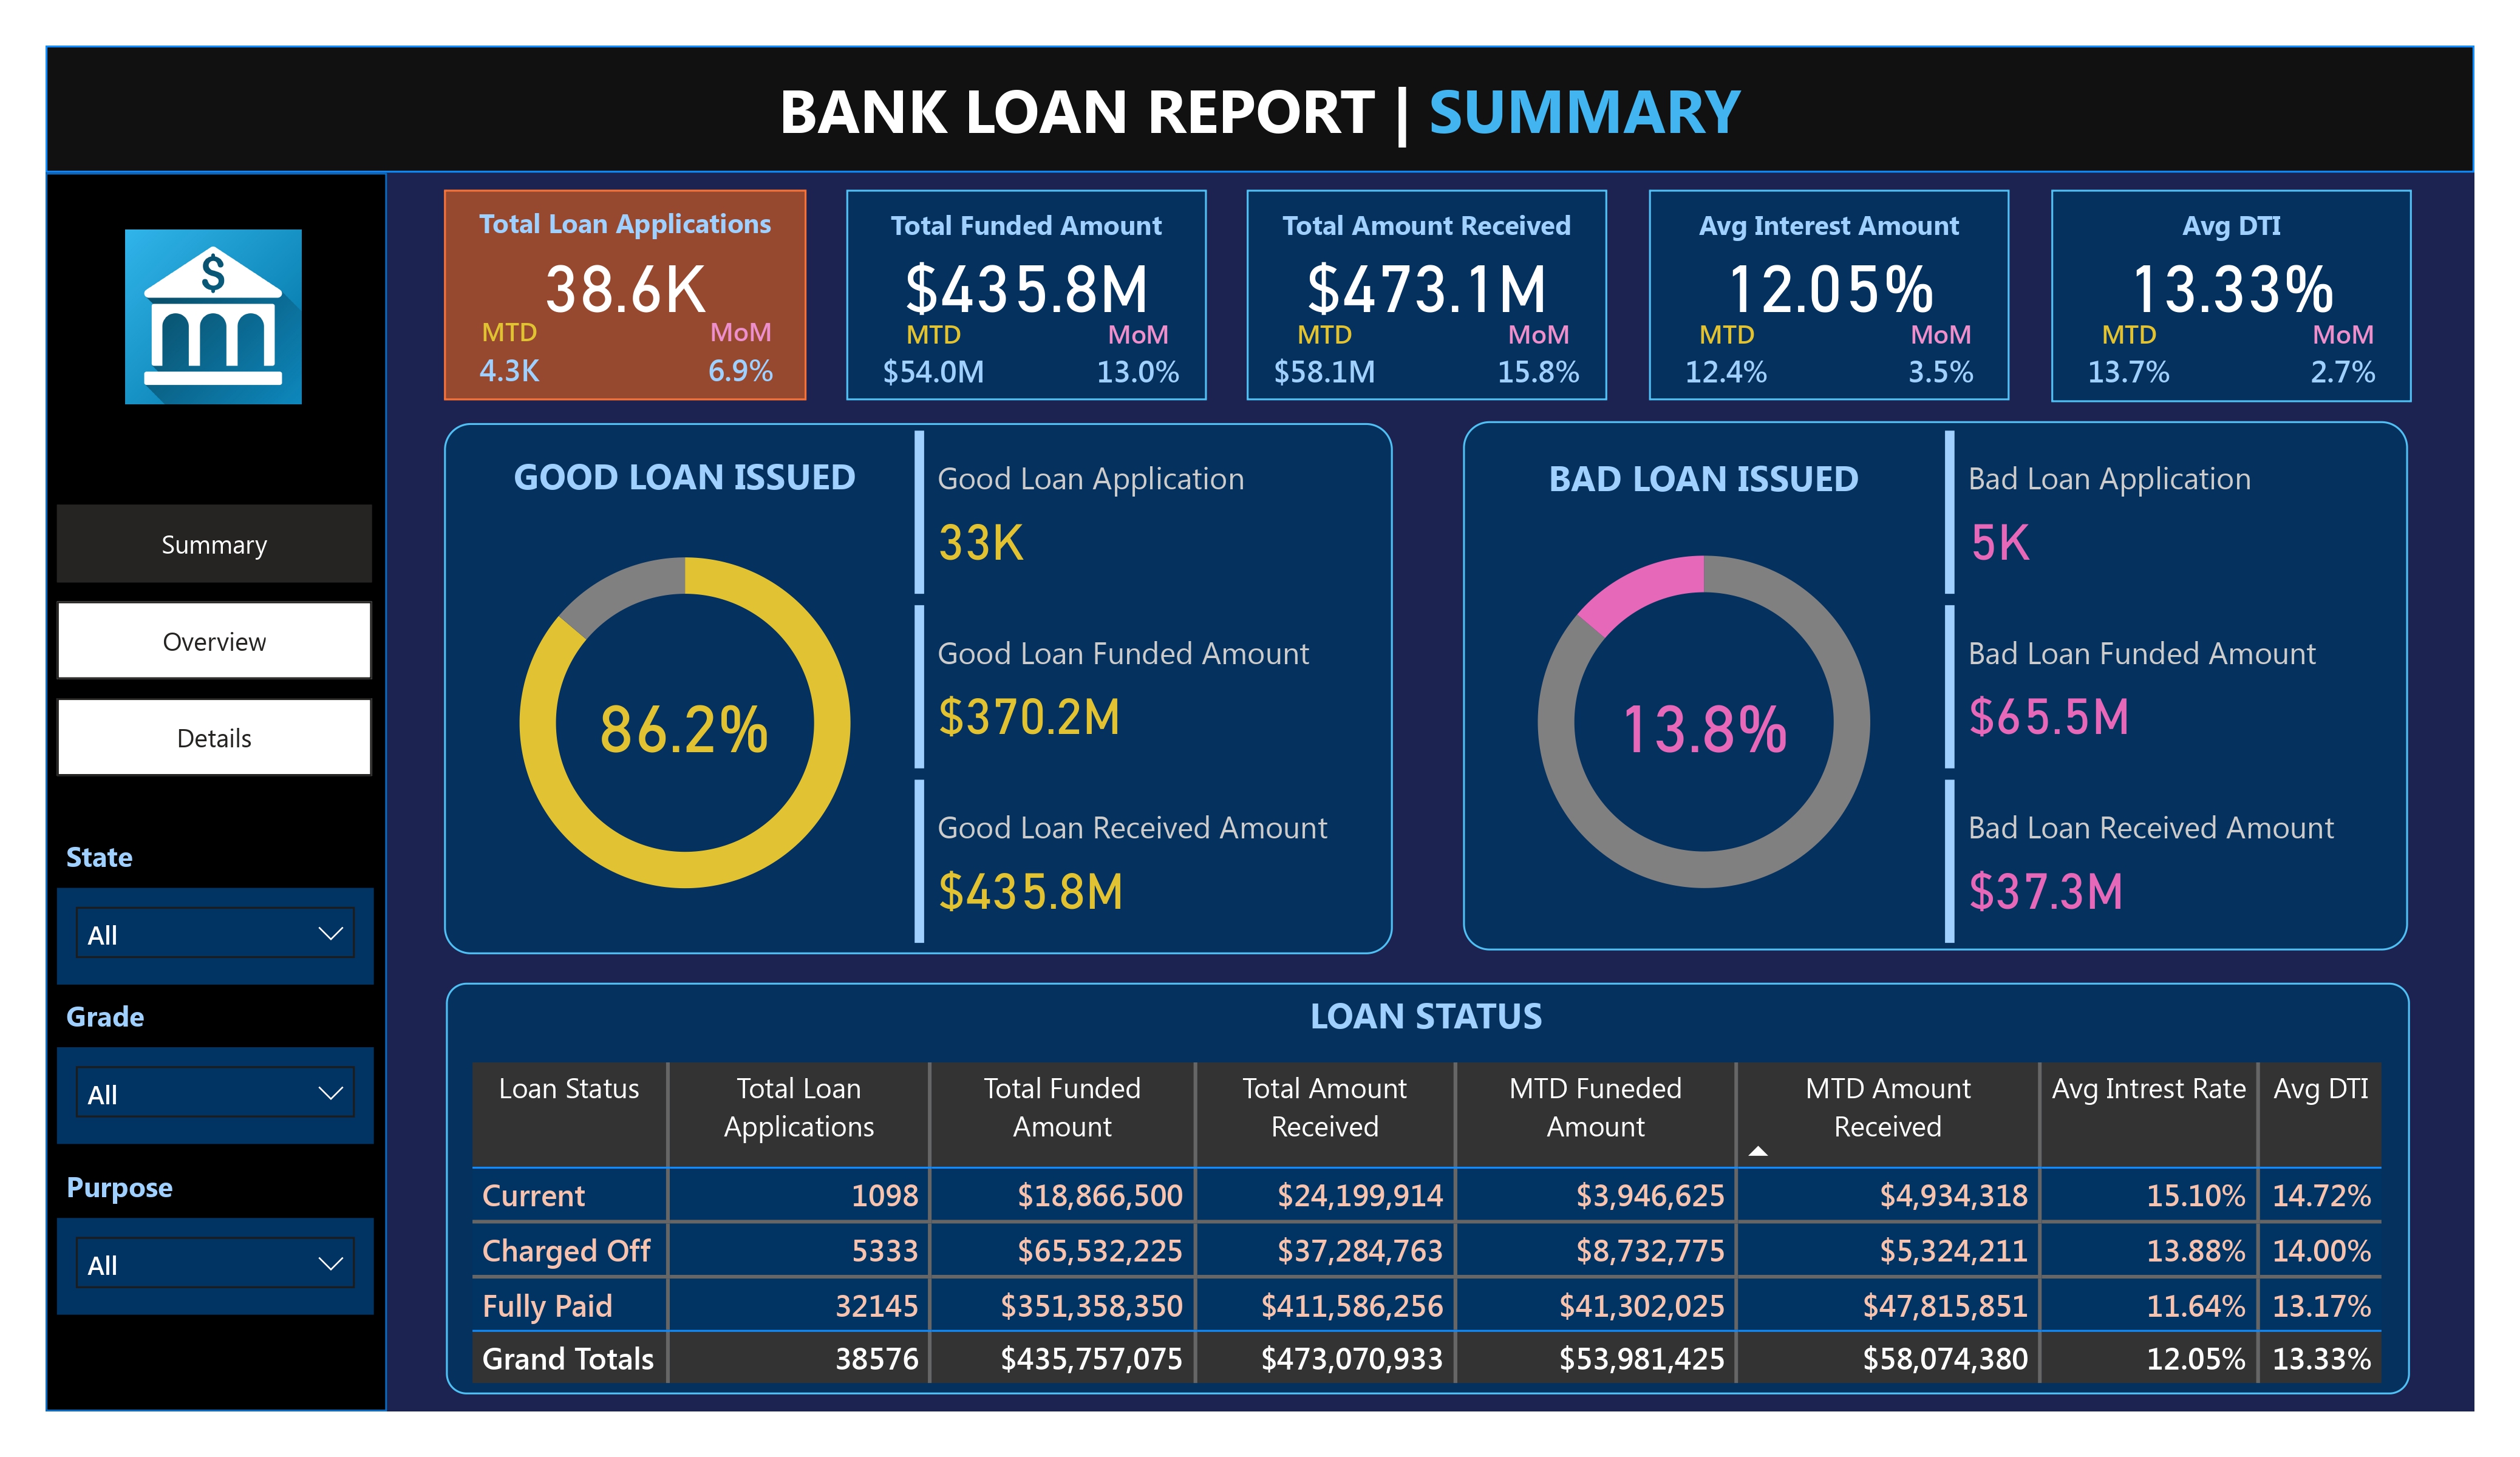 BANK LOAN REPORT | SUMMARY
$
Summary
Overview
Details
State
All
Grade
All
Purpose
All
Total Loan Applications
38.6K
MTD MoM
4.3K 6.9%
Total Funded Amount
$435.8M
MTD MoM
$54.0M 13.0%
Total Amount Received
$473.1M
MTD MoM
$58.1M 15.8%
Avg Interest Amount
12.05%
MTD MoM
12.4% 3.5%
Avg DTI
13.33%
MTD MoM
13.7% 2.7%
GOOD LOAN ISSUED
86.2%
Good Loan Application
33K
Good Loan Funded Amount
$370.2M
Good Loan Received Amount
$435.8M
BAD LOAN ISSUED
13.8%
Bad Loan Application
5K
Bad Loan Funded Amount
$65.5M
Bad Loan Received Amount
$37.3M
LOAN STATUS
Loan Status Total Loan Total Funded Total Amount MTD Funeded MTD Amount Avg Intrest Rate Avg DTI
Applications Amount Received Amount Received
Current 1098 $18,866,500 $24,199,914 $3,946,625 $4,934,318 15.10% 14.72%
Charged Off 5333 $65,532,225 $37,284,763 $8,732,775 $5,324,211 13.88% 14.00%
Fully Paid 32145 $351,358,350 $411,586,256 $41,302,025 $47,815,851 11.64% 13.17%
Grand Totals 38576 $435,757,075 $473,070,933 $53,981,425 $58,074,380 12.05% 13.33%